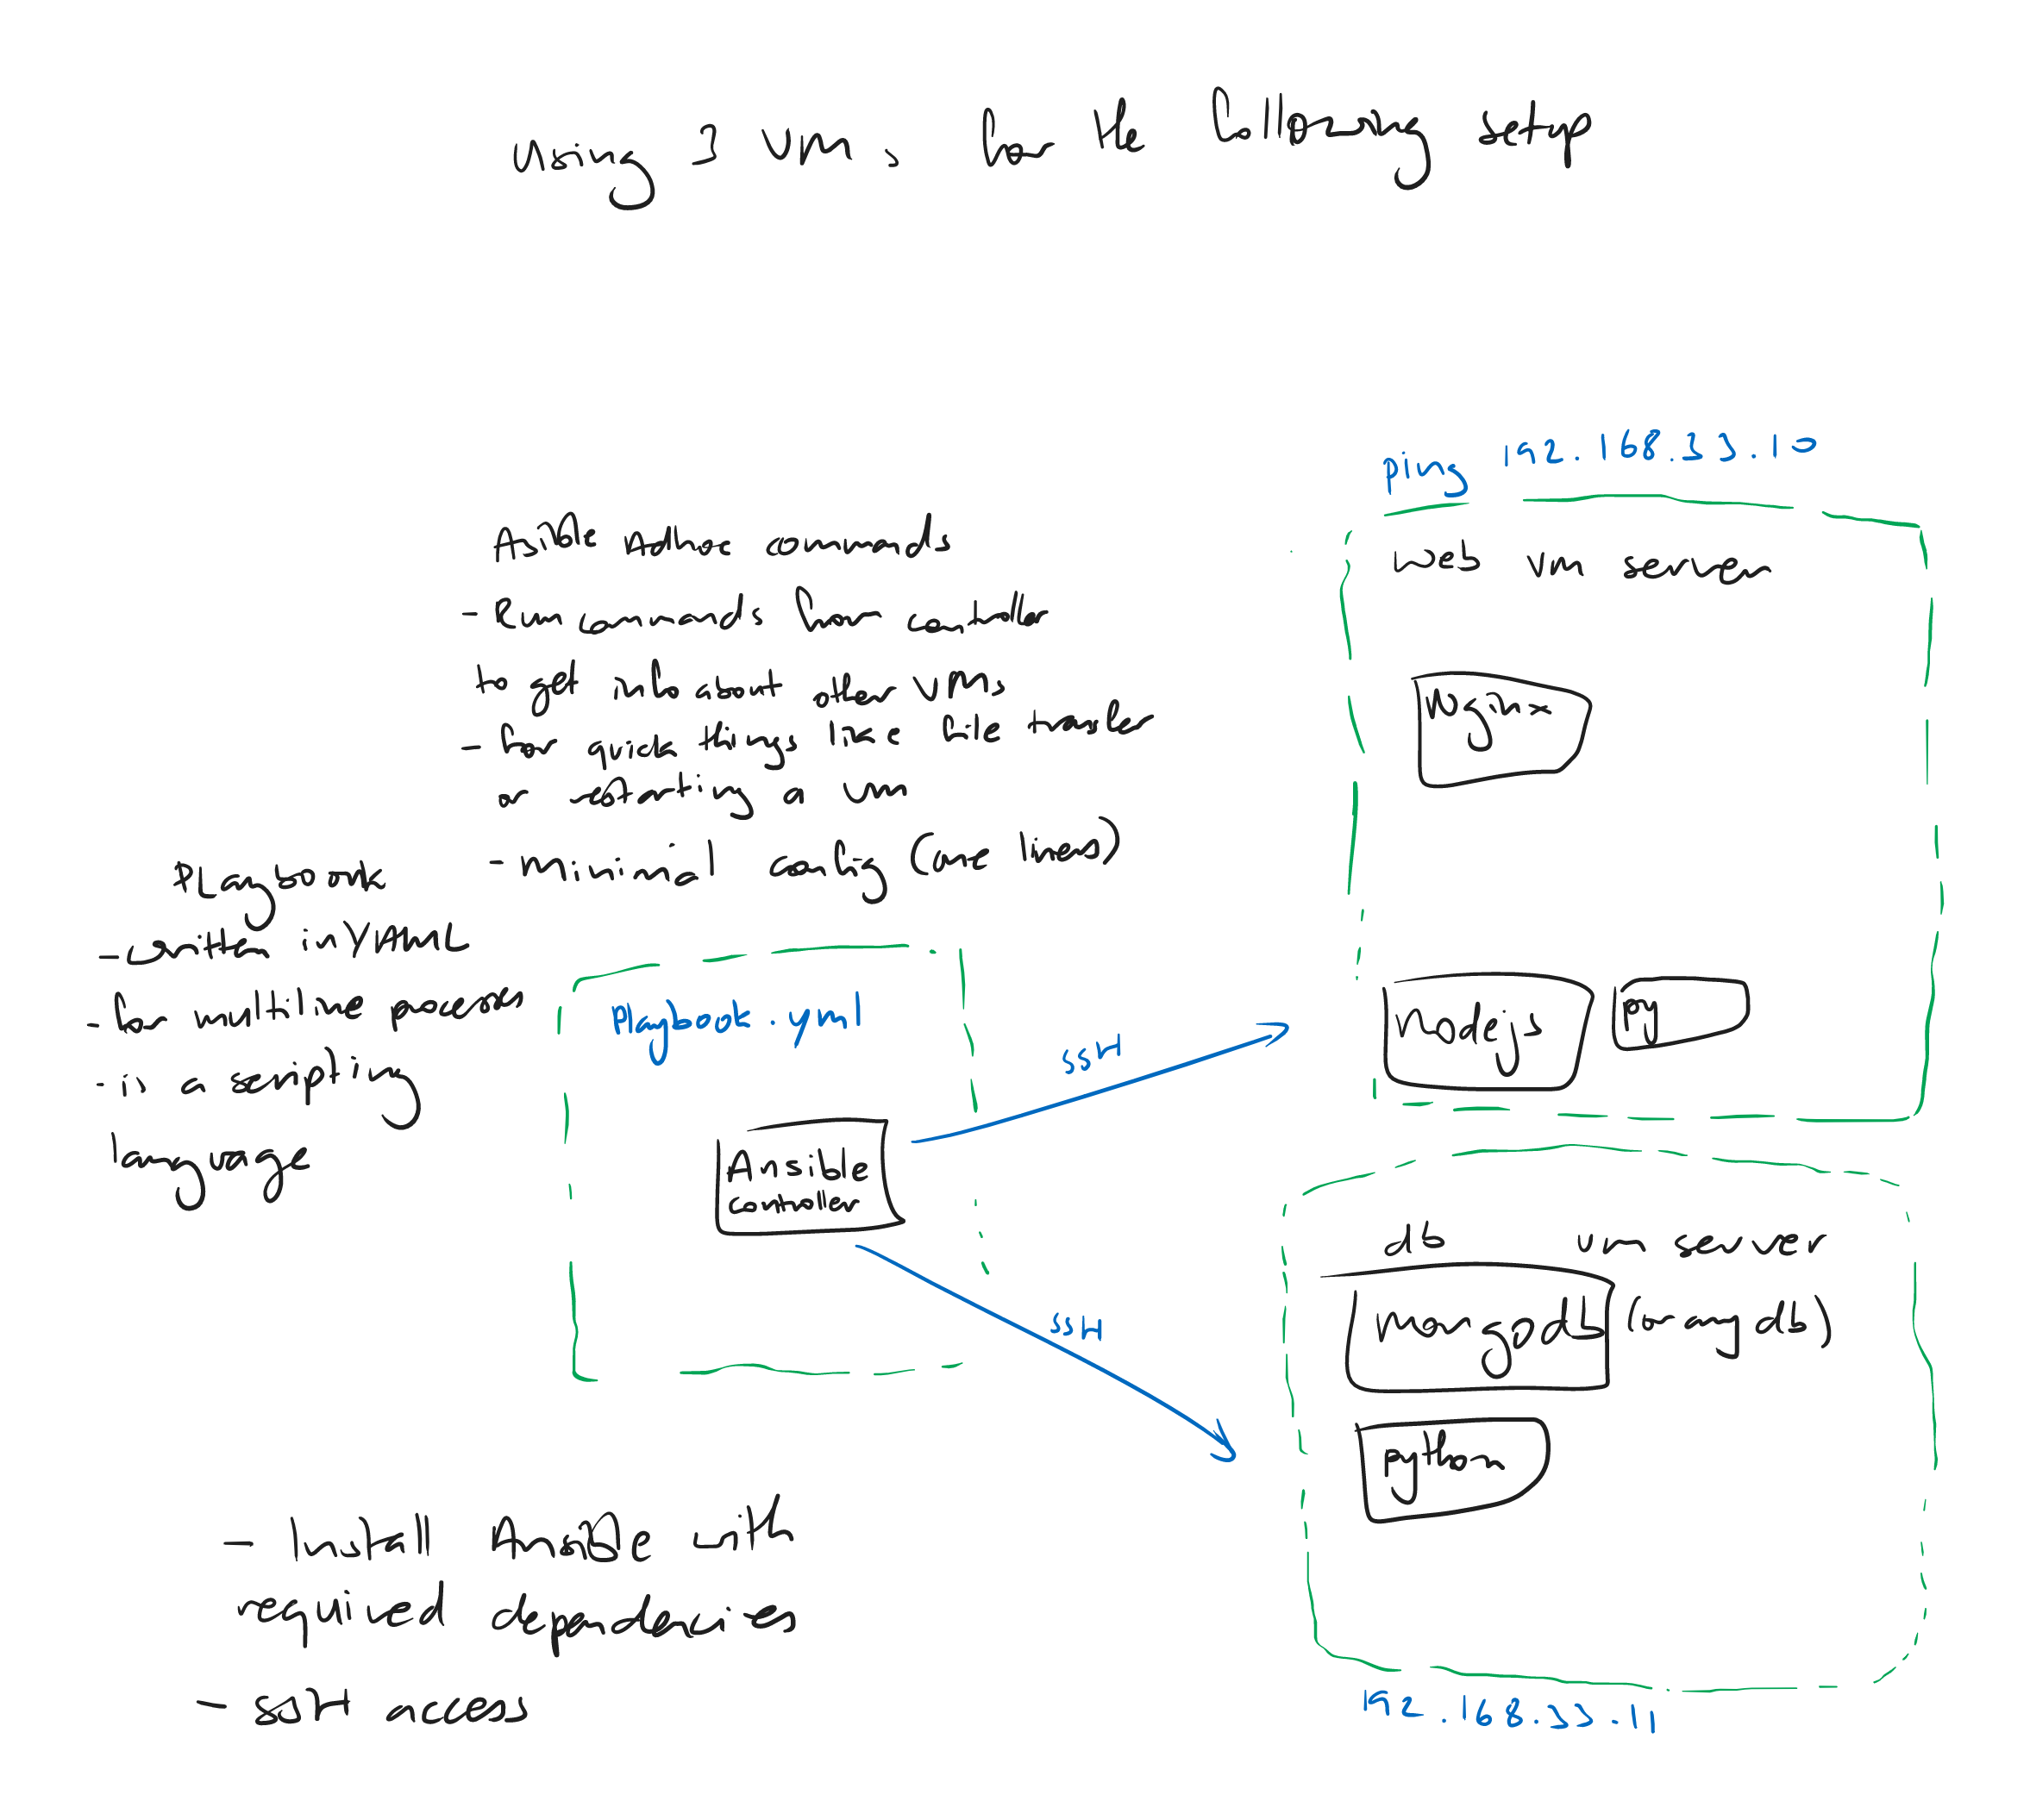 Using 3 VMs for the following setup
Asible Adhoc commands
- Run commands from controller
to get info about other VMs
- for quick things like file transfer
or restarting a vm
- Minimal config (one liners)
Playbook
- written in YAML
- for multiline processes
- is a scripting
language
Playbook.yml
Ansible
controller
SSH
SSH
ping 192.168.33.10
web vm server
Nginx
Nodejs
py
db vm server
mongodb (or any db)
python
192.168.33.11
- Install Ansible with
required dependencies
- SSH access